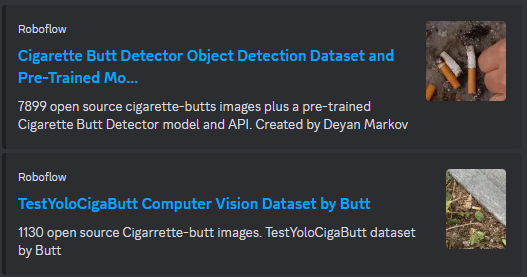 Roboflow
Cigarette Butt Detector Object Detection Dataset and
Pre-Trained Mo...
7899 open source cigarette-butts images plus a pre-trained
Cigarette Butt Detector model and API. Created by Deyan Markov
Roboflow
TestYoloCigaButt Computer Vision Dataset by Butt
1130 open source Cigarrette-butt images. TestYoloCigaButt dataset
by Butt